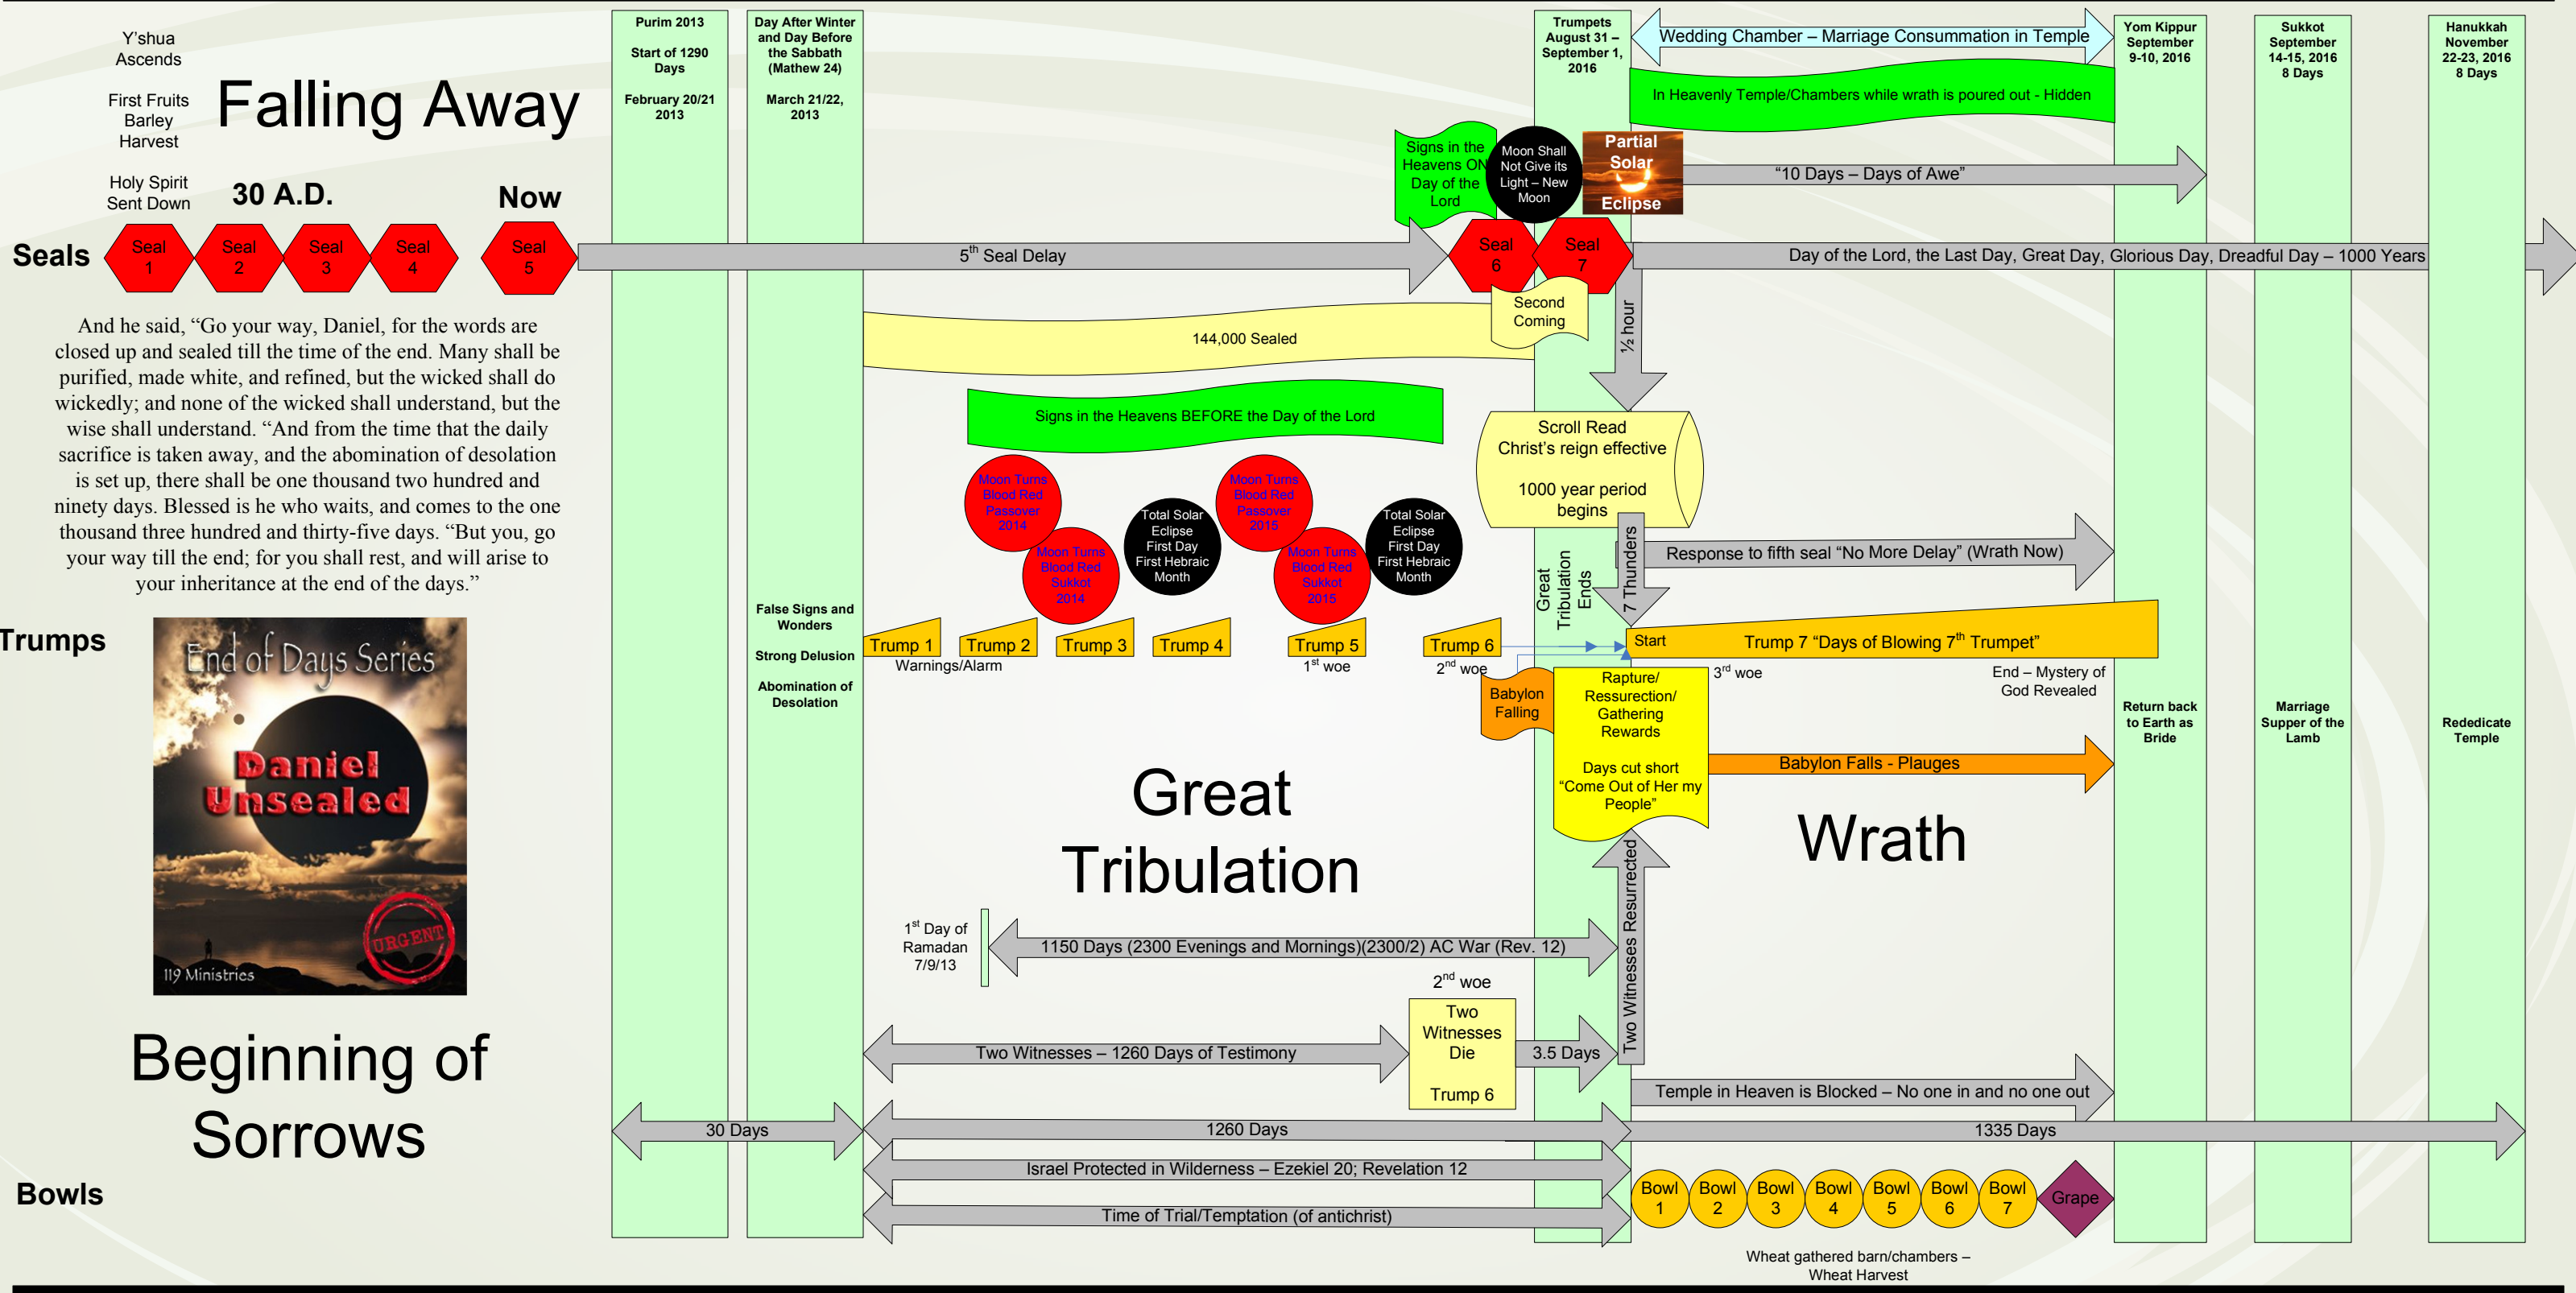 Y'shua
Ascends
First Fruits
Barley
Harvest
Holy Spirit
Sent Down
Falling Away
30 A.D.
Now
Purim 2013
Start of 1290
Days
February 20/21
2013
Day After Winter
and Day Before
the Sabbath
(Mathew 24)
March 21/22,
2013
Trumpets
August 31 –
September 1,
2016
Wedding Chamber – Marriage Consummation in Temple
In Heavenly Temple/Chambers while wrath is poured out - Hidden
Yom Kippur
September
9-10, 2016
Sukkot
September
14-15, 2016
8 Days
Hanukkah
November
22-23, 2016
8 Days
Signs in the
Heavens ON
Day of the
Lord
Moon Shall
Not Give its
Light – New
Moon
Partial
Solar
Eclipse
“10 Days – Days of Awe”
Seals
Seal
1
Seal
2
Seal
3
Seal
4
Seal
5
5th Seal Delay
Seal
6
Seal
7
Day of the Lord, the Last Day, Great Day, Glorious Day, Dreadful Day – 1000 Years
Second
Coming
½ hour
144,000 Sealed
And he said, “Go your way, Daniel, for the words are
closed up and sealed till the time of the end. Many shall be
purified, made white, and refined, but the wicked shall do
wickedly; and none of the wicked shall understand, but the
wise shall understand. “And from the time that the daily
sacrifice is taken away, and the abomination of desolation
is set up, there shall be one thousand two hundred and
ninety days. Blessed is he who waits, and comes to the one
thousand three hundred and thirty-five days. “But you, go
your way till the end; for you shall rest, and will arise to
your inheritance at the end of the days.”
Signs in the Heavens BEFORE the Day of the Lord
Scroll Read
Christ's reign effective
1000 year period
begins
Moon Turns
Blood Red
Passover
2014
Moon Turns
Blood Red
Sukkot
2014
Total Solar
Eclipse
First Day
First Hebraic
Month
Moon Turns
Blood Red
Passover
2015
Moon Turns
Blood Red
Sukkot
2015
Total Solar
Eclipse
First Day
First Hebraic
Month
Great
Tribulation
Ends
7 Thunders
Response to fifth seal “No More Delay” (Wrath Now)
False Signs and
Wonders
Strong Delusion
Abomination of
Desolation
Trumps
Trump 1
Trump 2
Trump 3
Trump 4
Trump 5
Trump 6
Start
Trump 7 “Days of Blowing 7th Trumpet”
Warnings/Alarm
1st woe
2nd woe
3rd woe
End – Mystery of
God Revealed
End of Days Series
Daniel
Unsealed
URGENT
119 Ministries
Babylon
Falling
Rapture/
Ressurection/
Gathering
Rewards
Days cut short
“Come Out of Her my
People”
Babylon Falls - Plauges
Return back
to Earth as
Bride
Marriage
Supper of the
Lamb
Rededicate
Temple
Great
Tribulation
Wrath
Two Witnesses Resurrected
1st Day of
Ramadan
7/9/13
1150 Days (2300 Evenings and Mornings)(2300/2) AC War (Rev. 12)
2nd woe
Two
Witnesses
Die
Trump 6
Two Witnesses – 1260 Days of Testimony
3.5 Days
Temple in Heaven is Blocked – No one in and no one out
Beginning of
Sorrows
30 Days
1260 Days
1335 Days
Israel Protected in Wilderness – Ezekiel 20; Revelation 12
Time of Trial/Temptation (of antichrist)
Bowls
Bowl
1
Bowl
2
Bowl
3
Bowl
4
Bowl
5
Bowl
6
Bowl
7
Grape
Wheat gathered barn/chambers –
Wheat Harvest